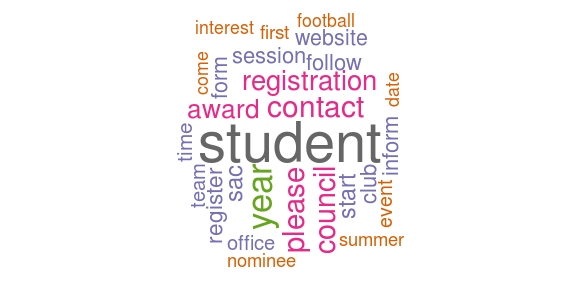 football
interest
first
website
session
follow
come
form
registration
date
award
contact
time
student
inform
team
register
sac
year
please
council
start
club
event
office
summer
nominee